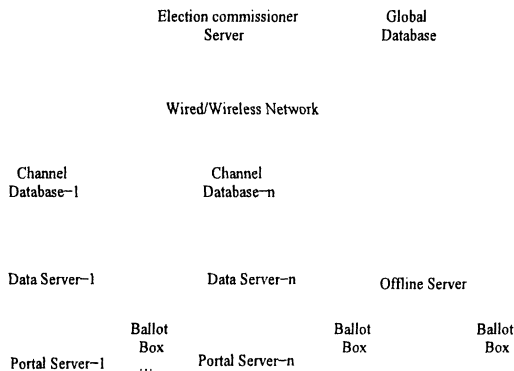 Election commissioner
Server
Global
Database
Wired/Wireless Network
Channel
Database-1
Channel
Database-n
Data Server-1
Data Server-n
Offline Server
Ballot
Box
Ballot
Box
Ballot
Box
Portal Server-1
...
Portal Server-n